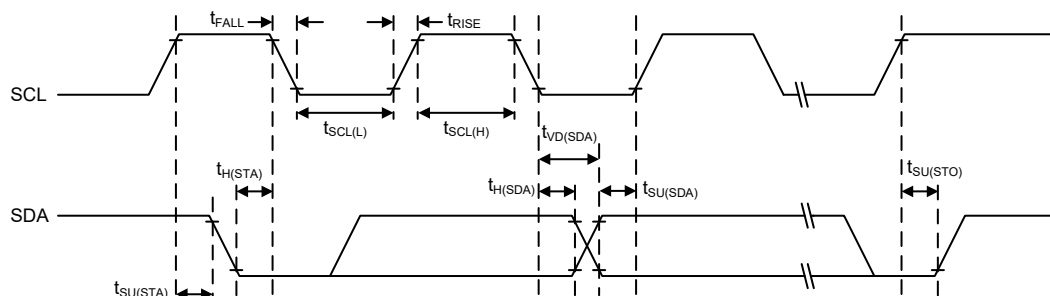 tFALL
tRISE
SCL
tSCL(L)
tSCL(H)
tVD(SDA)
tH(STA)
tH(SDA)
tSU(SDA)
tSU(STO)
SDA
tSU(STA)